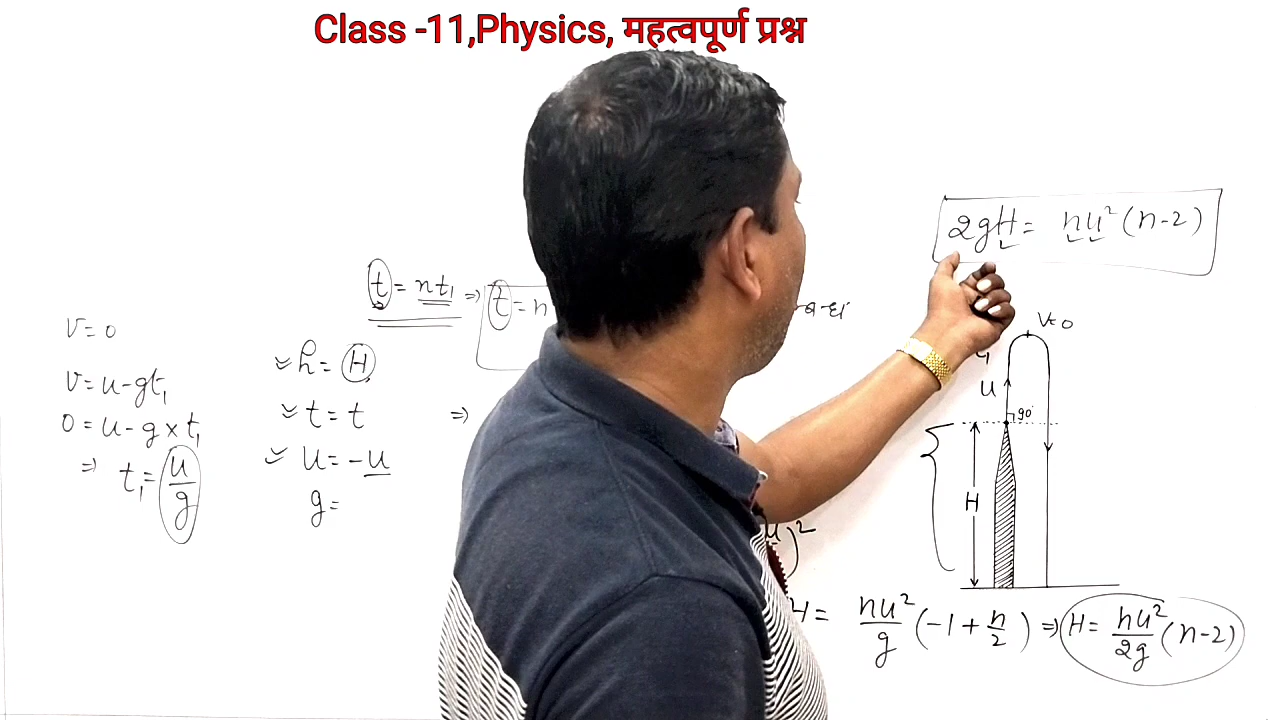 Class -11,Physics, महत्वपूर्ण प्रश्न
2gH = nu²(n-2)
t = nt₁ ⇒ t = n
V=0
V=0
V=u-gt₁
0=u-g×t₁
⇒ t₁= u/g
h = H
t = t ⇒
u = -u
g =
u
90°
H
)²
H = nu²/g (-1 + n/2) ⇒ H = nu²/2g (n-2)